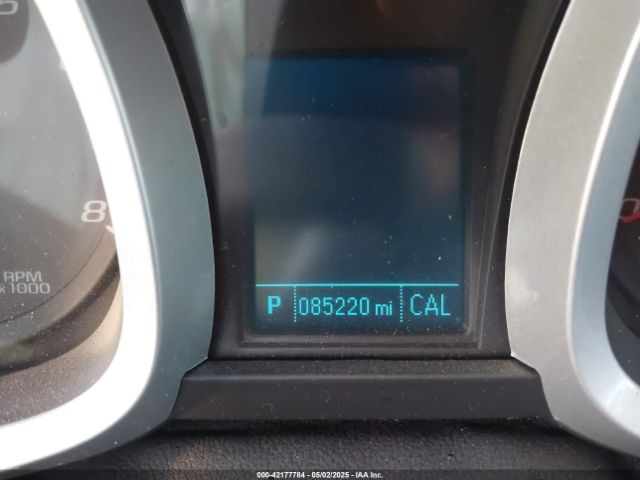 8
RPM
x 1000
P 085220 mi CAL
000-42177784 - 05/02/2025 - IAA Inc.